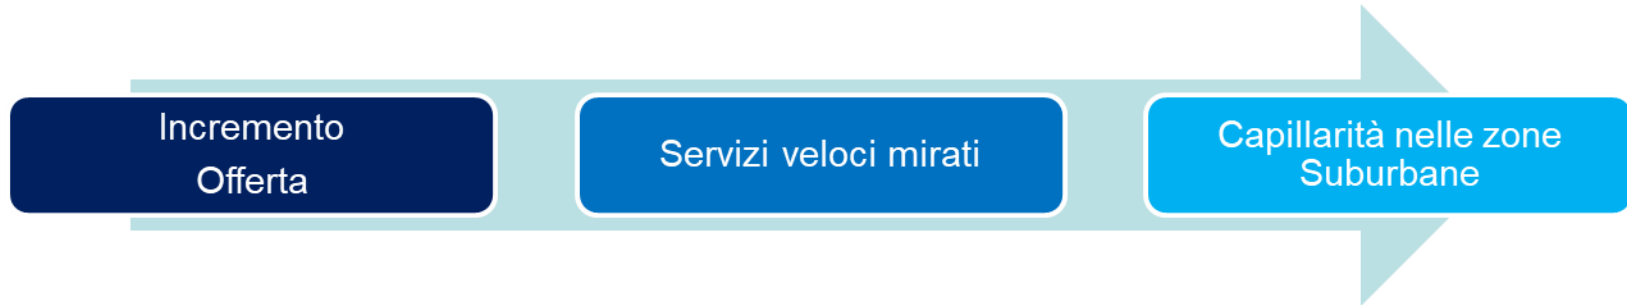 Incremento
Offerta
Servizi veloci mirati
Capillarità nelle zone
Suburbane